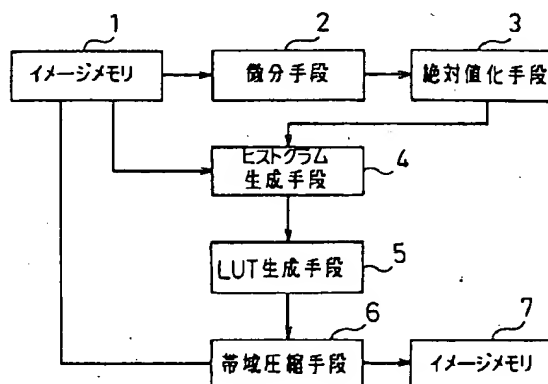 1
イメージメモリ
2
微分手段
3
絶対値化手段
ヒストグラム
生成手段
4
LUT生成手段
5
6
帯域圧縮手段
7
イメージメモリ